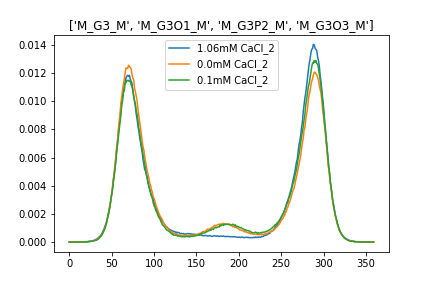 ['M_G3_M', 'M_G3O1_M', 'M_G3P2_M', 'M_G3O3_M']
1.06mM CaCl_2
0.0mM CaCl_2
0.1mM CaCl_2
0.014
0.012
0.010
0.008
0.006
0.004
0.002
0.000
0 50 100 150 200 250 300 350